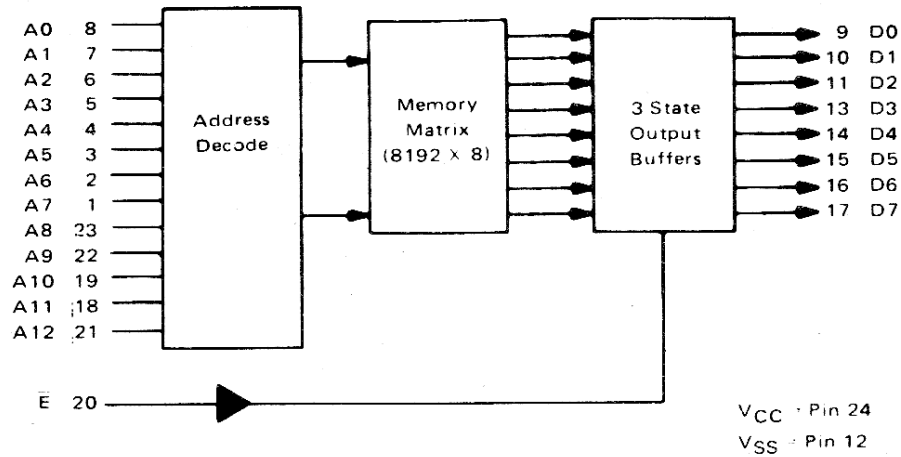 A0 8
A1 7
A2 6
A3 5
A4 4
A5 3
A6 2
A7 1
A8 23
A9 22
A10 19
A11 18
A12 21
E̅ 20
Address
Decode
Memory
Matrix
(8192 X 8)
3 State
Output
Buffers
9 D0
10 D1
11 D2
13 D3
14 D4
15 D5
16 D6
17 D7
VCC - Pin 24
VSS - Pin 12